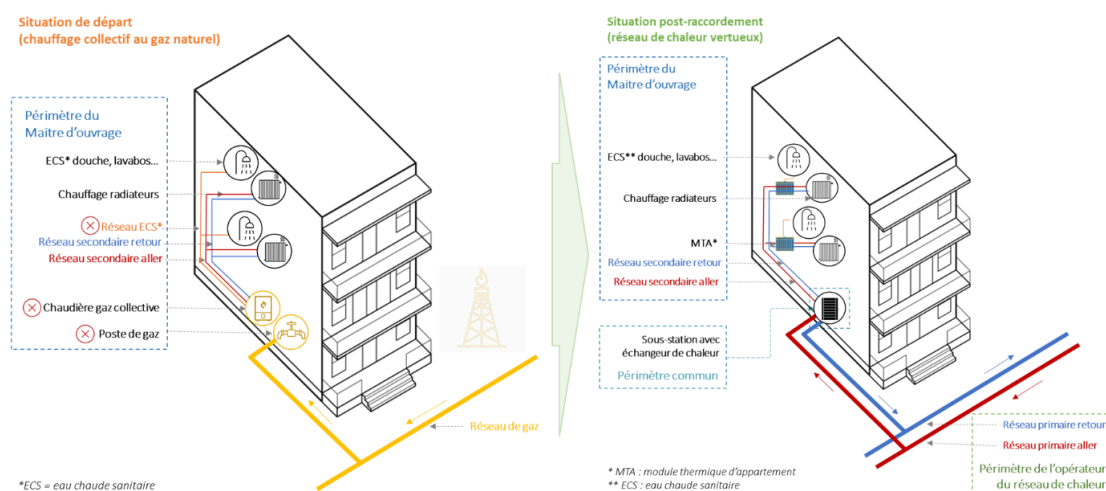 Situation de départ
(chauffage collectif au gaz naturel)
Périmètre du
Maitre d'ouvrage
ECS* douche, lavabos...
Chauffage radiateurs
Réseau ECS*
Réseau secondaire retour
Réseau secondaire aller
Chaudière gaz collective
Poste de gaz
Réseau de gaz
*ECS = eau chaude sanitaire
Situation post-raccordement
(réseau de chaleur vertueux)
Périmètre du
Maitre d'ouvrage
ECS** douche, lavabos...
Chauffage radiateurs
MTA*
Réseau secondaire retour
Réseau secondaire aller
Sous-station avec
échangeur de chaleur
Périmètre commun
Réseau primaire retour
Réseau primaire aller
Périmètre de l'opérateur
du réseau de chaleur
* MTA : module thermique d'appartement
** ECS : eau chaude sanitaire